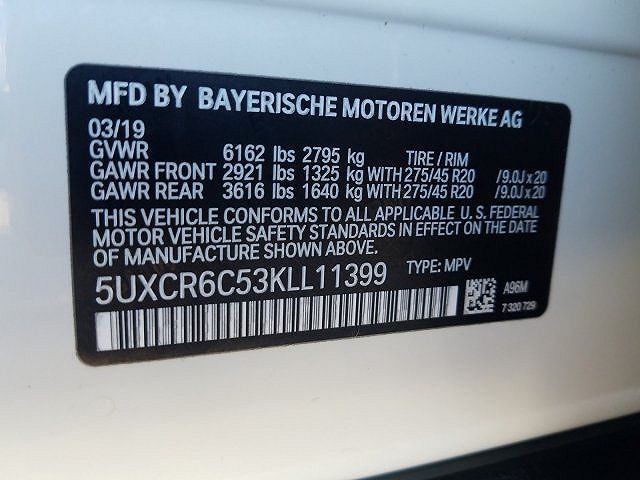 MFD BY BAYERISCHE MOTOREN WERKE AG
03/19
GVWR 6162 lbs 2795 kg TIRE / RIM
GAWR FRONT 2921 lbs 1325 kg WITH 275/45 R20 /9.0J x 20
GAWR REAR 3616 lbs 1640 kg WITH 275/45 R20 /9.0J x 20
THIS VEHICLE CONFORMS TO ALL APPLICABLE U. S. FEDERAL
MOTOR VEHICLE SAFETY STANDARDS IN EFFECT ON THE DATE
OF MANUFACTURE SHOWN ABOVE.
5UXCR6C53KLL11399 TYPE: MPV
A96M
7 320 729